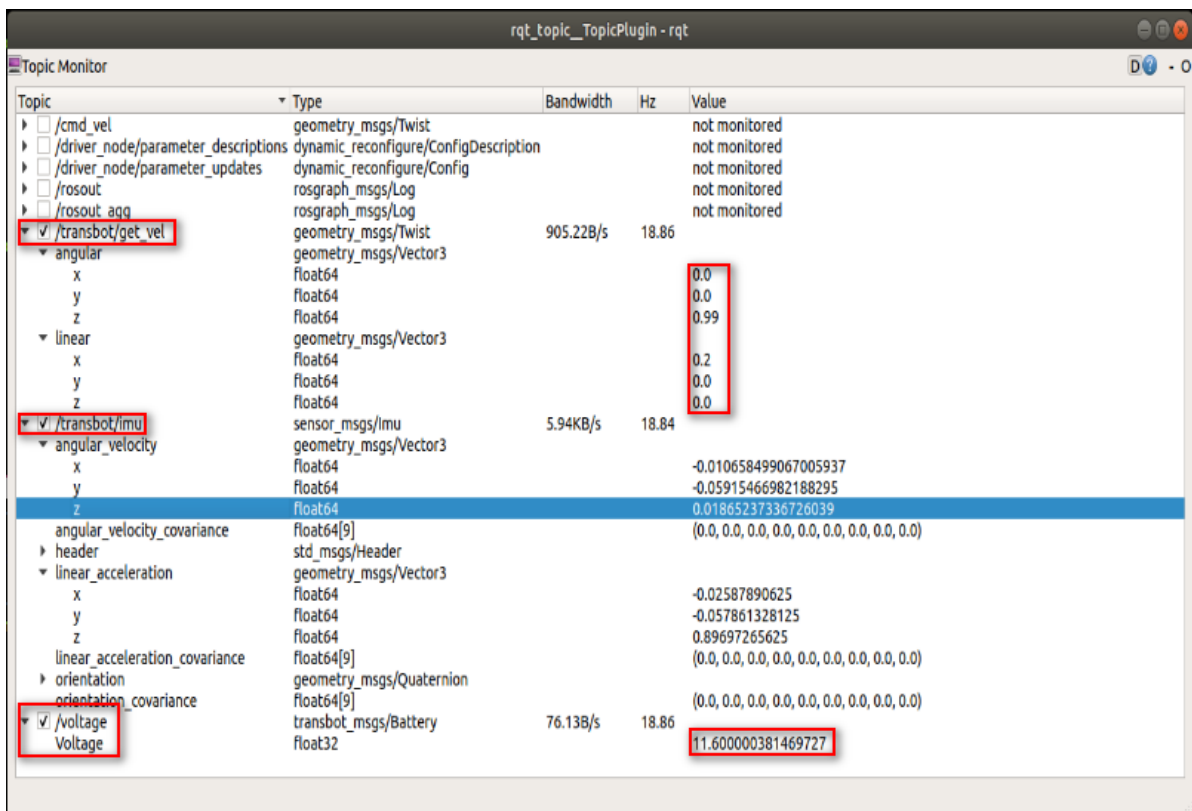 rqt_topic__TopicPlugin - rqt
Topic Monitor D ? - O
Topic Type Bandwidth Hz Value
/cmd_vel geometry_msgs/Twist not monitored
/driver_node/parameter_descriptions dynamic_reconfigure/ConfigDescription not monitored
/driver_node/parameter_updates dynamic_reconfigure/Config not monitored
/rosout rosgraph_msgs/Log not monitored
/rosout_agg rosgraph_msgs/Log not monitored
/transbot/get_vel geometry_msgs/Twist 905.22B/s 18.86
angular geometry_msgs/Vector3
x float64 0.0
y float64 0.0
z float64 0.99
linear geometry_msgs/Vector3
x float64 0.2
y float64 0.0
z float64 0.0
/transbot/imu sensor_msgs/Imu 5.94KB/s 18.84
angular_velocity geometry_msgs/Vector3
x float64 -0.010658499067005937
y float64 -0.05915466982188295
z float64 0.01865237336726039
angular_velocity_covariance float64[9] (0.0, 0.0, 0.0, 0.0, 0.0, 0.0, 0.0, 0.0, 0.0)
header std_msgs/Header
linear_acceleration geometry_msgs/Vector3
x float64 -0.02587890625
y float64 -0.057861328125
z float64 0.89697265625
linear_acceleration_covariance float64[9] (0.0, 0.0, 0.0, 0.0, 0.0, 0.0, 0.0, 0.0, 0.0)
orientation geometry_msgs/Quaternion
orientation_covariance float64[9] (0.0, 0.0, 0.0, 0.0, 0.0, 0.0, 0.0, 0.0, 0.0)
/voltage transbot_msgs/Battery 76.13B/s 18.86
Voltage float32 11.600000381469727